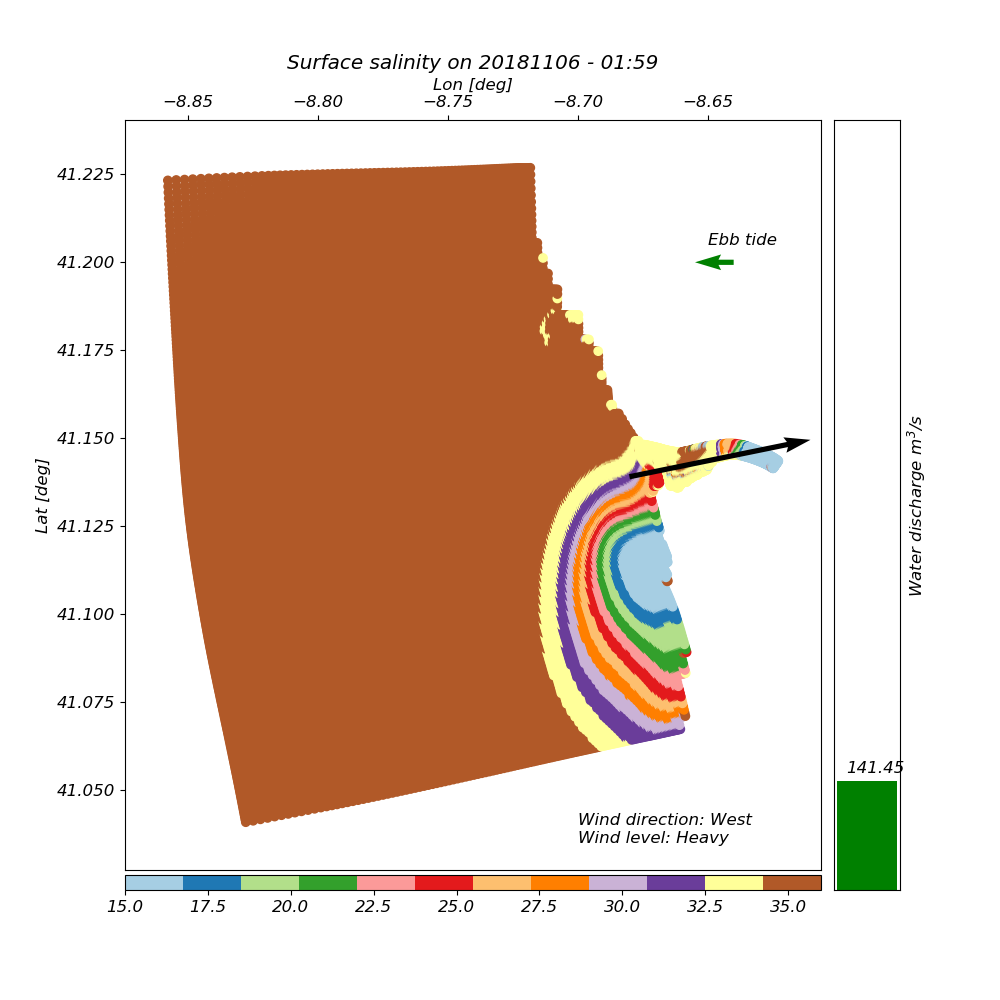 Surface salinity on 20181106 - 01:59
Lon [deg]
−8.85 −8.80 −8.75 −8.70 −8.65
41.225
41.200
41.175
41.150
41.125
41.100
41.075
41.050
Lat [deg]
Ebb tide
Water discharge m³/s
141.45
Wind direction: West
Wind level: Heavy
15.0 17.5 20.0 22.5 25.0 27.5 30.0 32.5 35.0